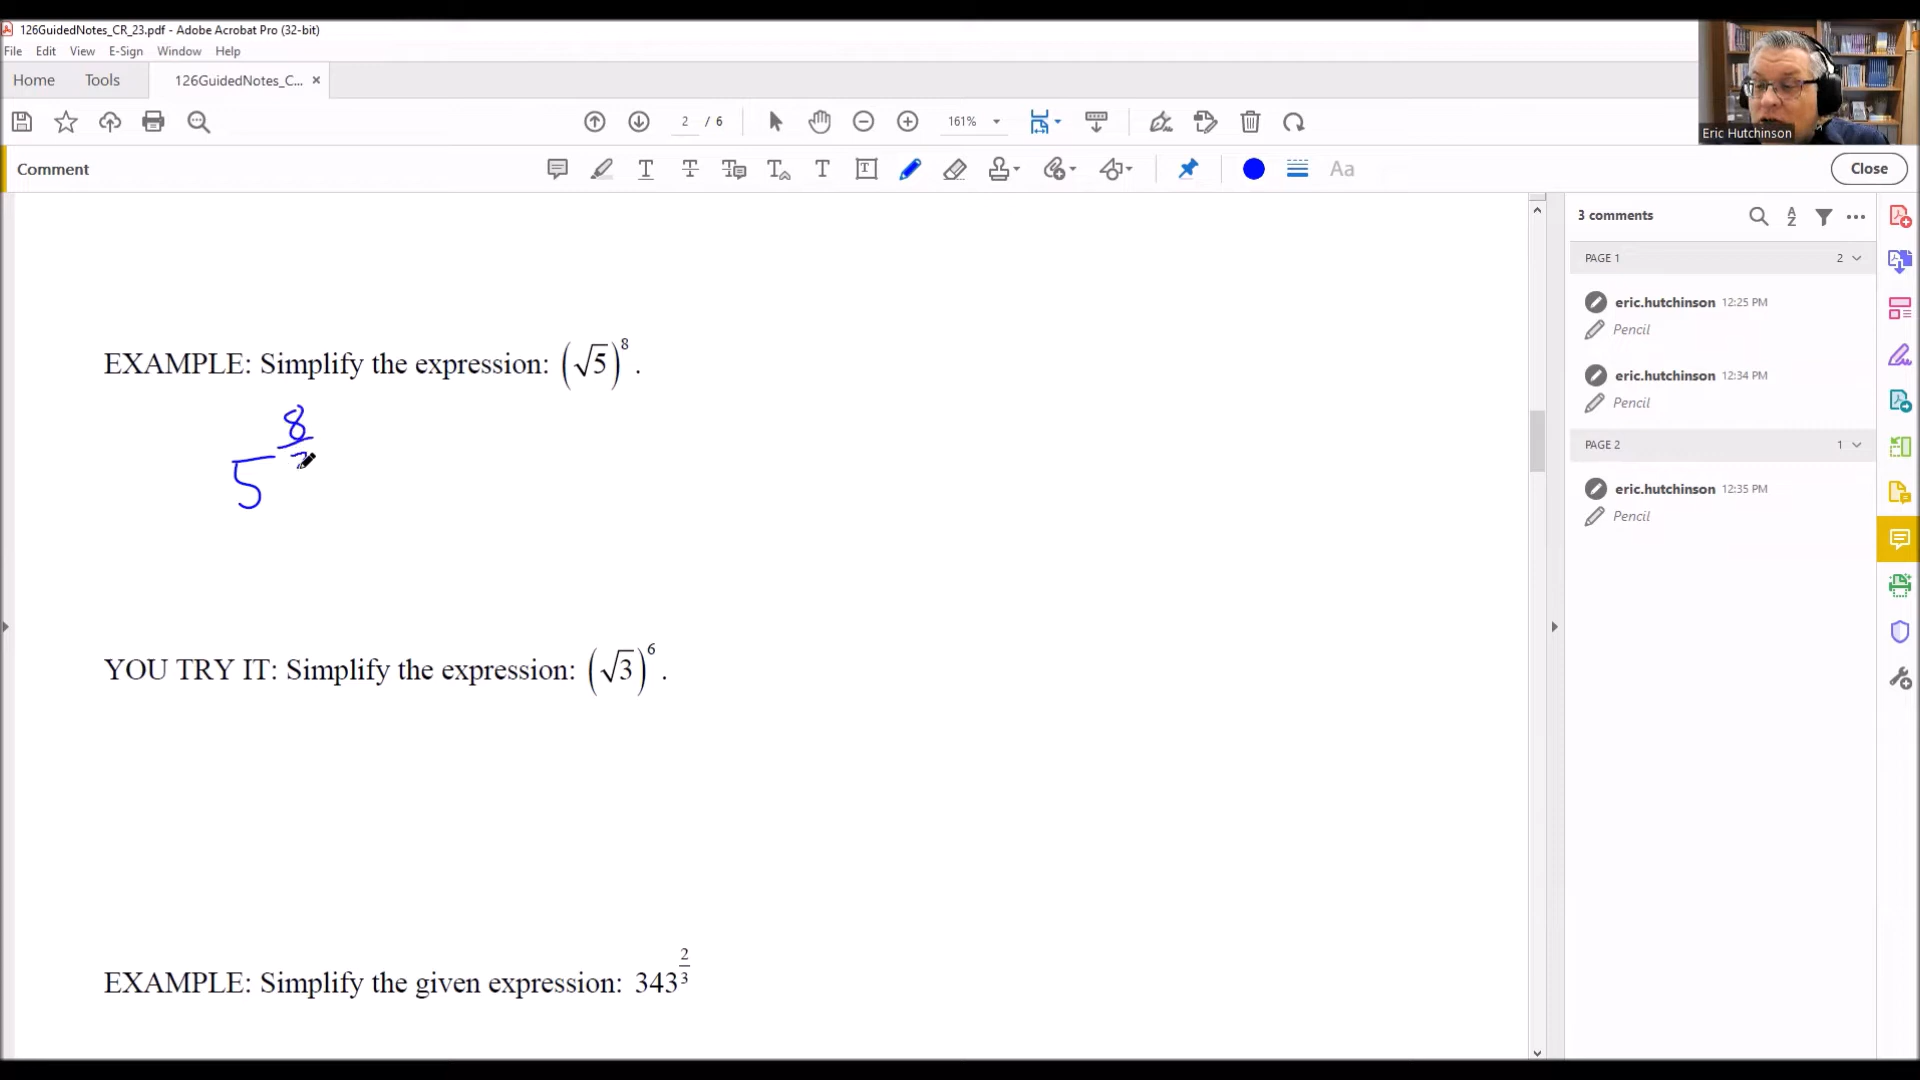 126GuidedNotes_CR_23.pdf - Adobe Acrobat Pro (32-bit)
File Edit View E-Sign Window Help
Home Tools 126GuidedNotes_C... ×
2 / 6 161%
Eric Hutchinson
Comment
Aa
Close
3 comments
PAGE 1 2
eric.hutchinson 12:25 PM
Pencil
eric.hutchinson 12:34 PM
Pencil
PAGE 2 1
eric.hutchinson 12:35 PM
Pencil
EXAMPLE: Simplify the expression: (√5)^8.
5^8/
YOU TRY IT: Simplify the expression: (√3)^6.
EXAMPLE: Simplify the given expression: 343^2/3